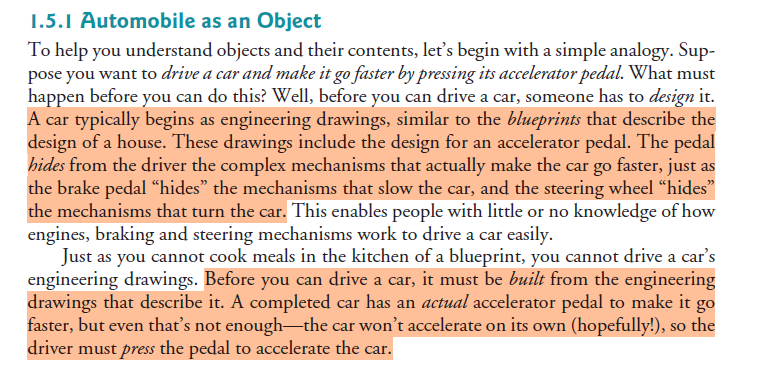 1.5.1 Automobile as an Object
To help you understand objects and their contents, let’s begin with a simple analogy. Sup-
pose you want to drive a car and make it go faster by pressing its accelerator pedal. What must
happen before you can do this? Well, before you can drive a car, someone has to design it.
A car typically begins as engineering drawings, similar to the blueprints that describe the
design of a house. These drawings include the design for an accelerator pedal. The pedal
hides from the driver the complex mechanisms that actually make the car go faster, just as
the brake pedal “hides” the mechanisms that slow the car, and the steering wheel “hides”
the mechanisms that turn the car. This enables people with little or no knowledge of how
engines, braking and steering mechanisms work to drive a car easily.
Just as you cannot cook meals in the kitchen of a blueprint, you cannot drive a car’s
engineering drawings. Before you can drive a car, it must be built from the engineering
drawings that describe it. A completed car has an actual accelerator pedal to make it go
faster, but even that’s not enough—the car won’t accelerate on its own (hopefully!), so the
driver must press the pedal to accelerate the car.